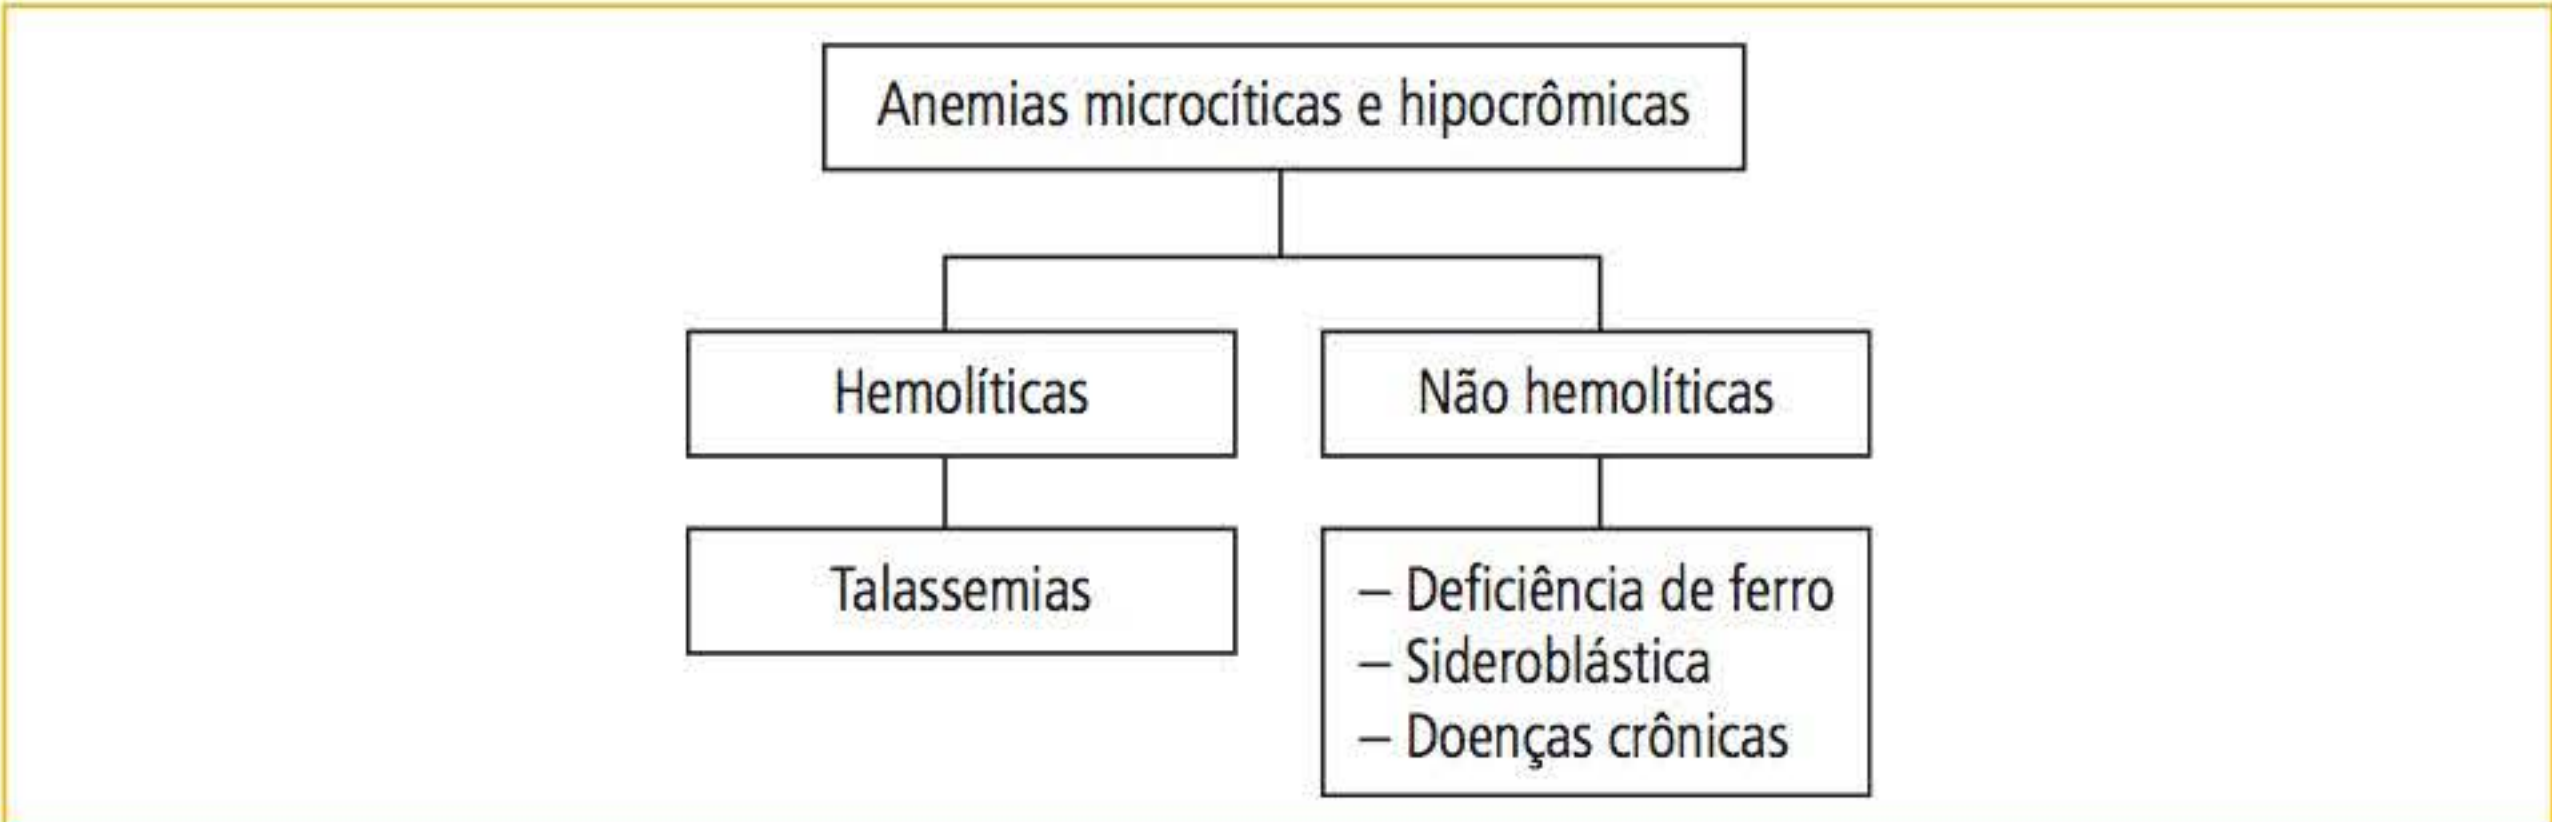 Anemias microcíticas e hipocrômicas
Hemolíticas
Não hemolíticas
Talassemias
– Deficiência de ferro
– Sideroblástica
– Doenças crônicas